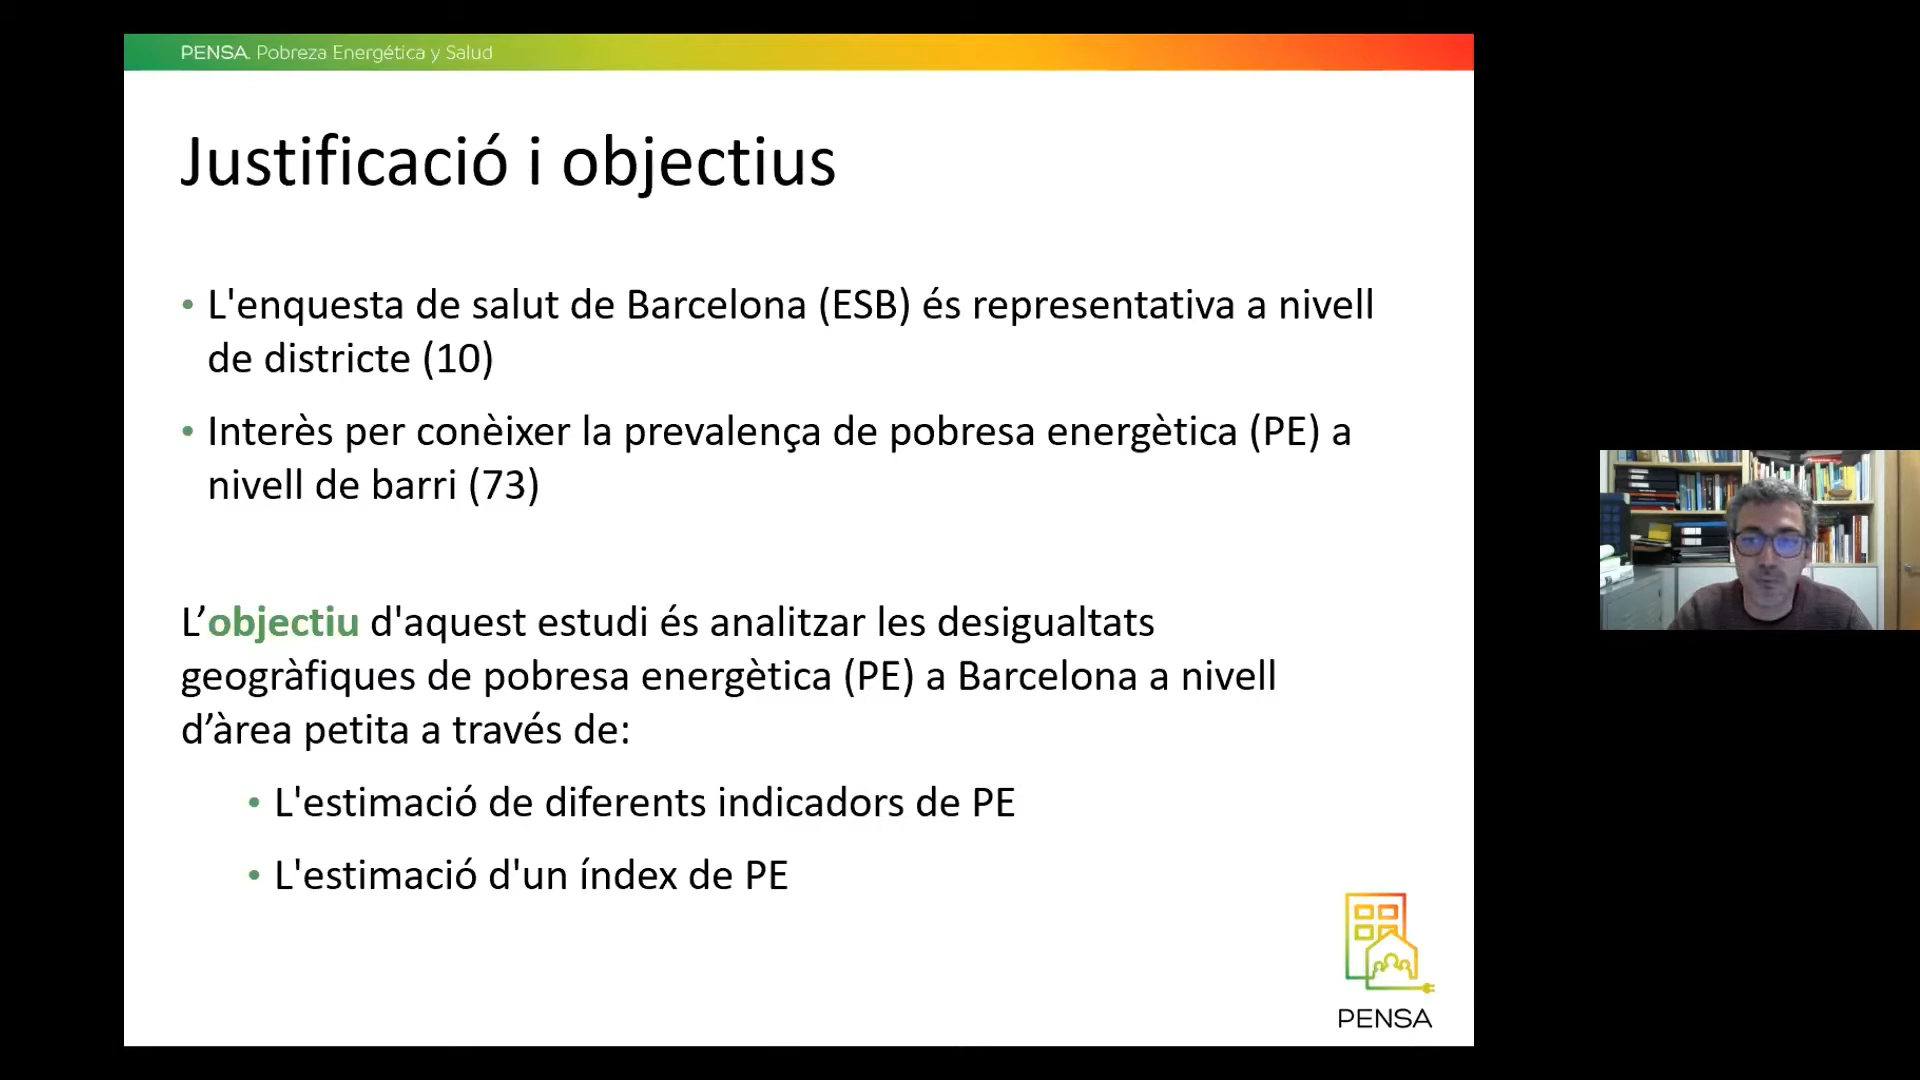 PENSA. Pobreza Energética y Salud
Justificació i objectius
• L'enquesta de salut de Barcelona (ESB) és representativa a nivell
de districte (10)
• Interès per conèixer la prevalença de pobresa energètica (PE) a
nivell de barri (73)
L’objectiu d'aquest estudi és analitzar les desigualtats
geogràfiques de pobresa energètica (PE) a Barcelona a nivell
d’àrea petita a través de:
• L'estimació de diferents indicadors de PE
• L'estimació d'un índex de PE
PENSA